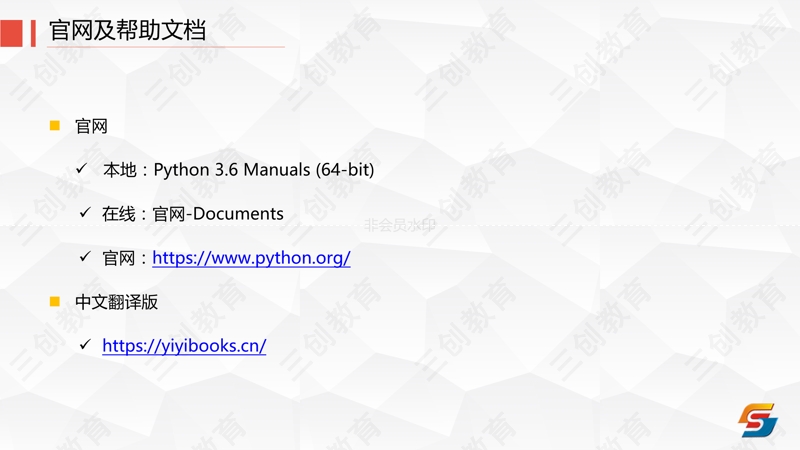 官网及帮助文档
官网
本地：Python 3.6 Manuals (64-bit)
在线：官网-Documents
非会员水印
官网：https://www.python.org/
中文翻译版
https://yiyibooks.cn/
三创教育